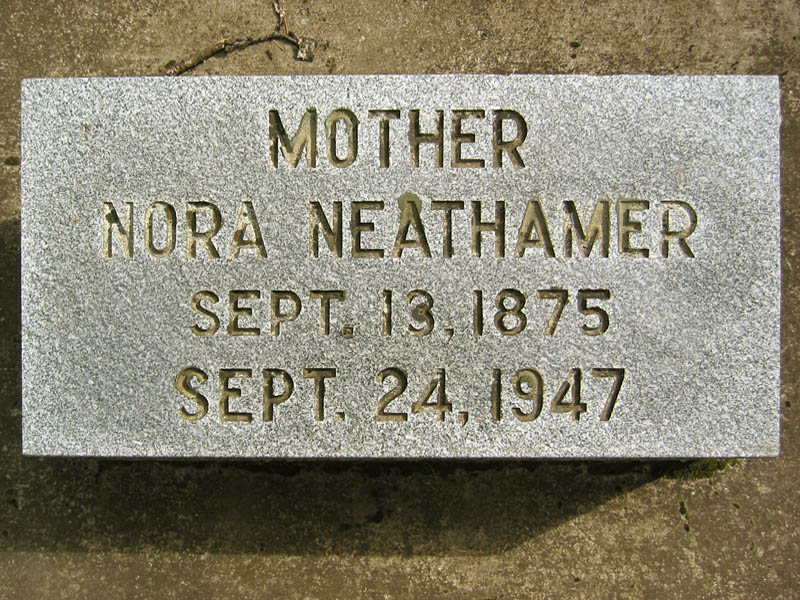 MOTHER
NORA NEATHAMER
SEPT. 13, 1875
SEPT. 24, 1947